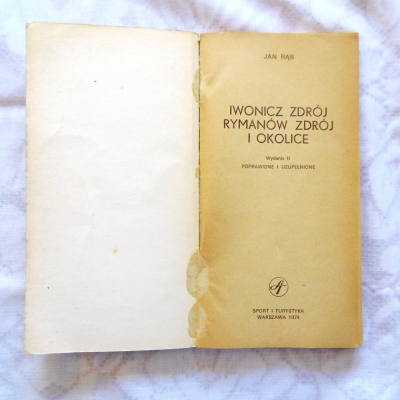 JAN RĄB
IWONICZ ZDRÓJ
RYMANÓW ZDRÓJ
I OKOLICE
Wydanie II
POPRAWIONE I UZUPEŁNIONE
SPORT I TURYSTYKA
WARSZAWA 1974